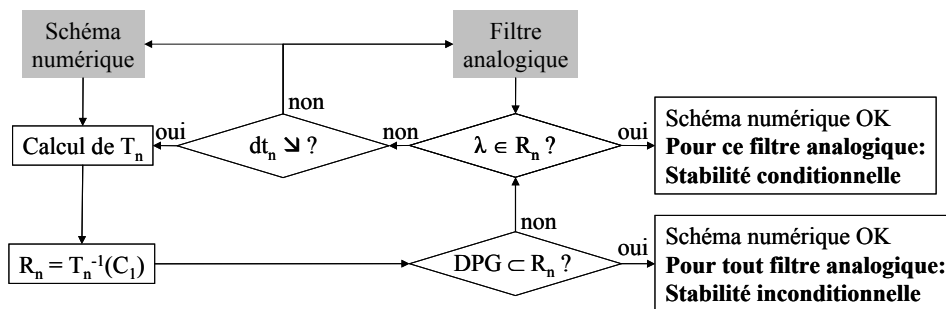 Schéma
numérique
Filtre
analogique
non
Calcul de Tn
oui
dtn ↘ ?
non
λ ∈ Rn ?
oui
Schéma numérique OK
Pour ce filtre analogique:
Stabilité conditionnelle
non
Rn = Tn-1(C1)
DPG ⊂ Rn ?
oui
Schéma numérique OK
Pour tout filtre analogique:
Stabilité inconditionnelle